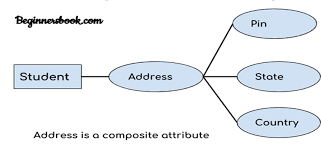 Beginnersbook.com
Pin
Student
Address
State
Country
Address is a composite attribute